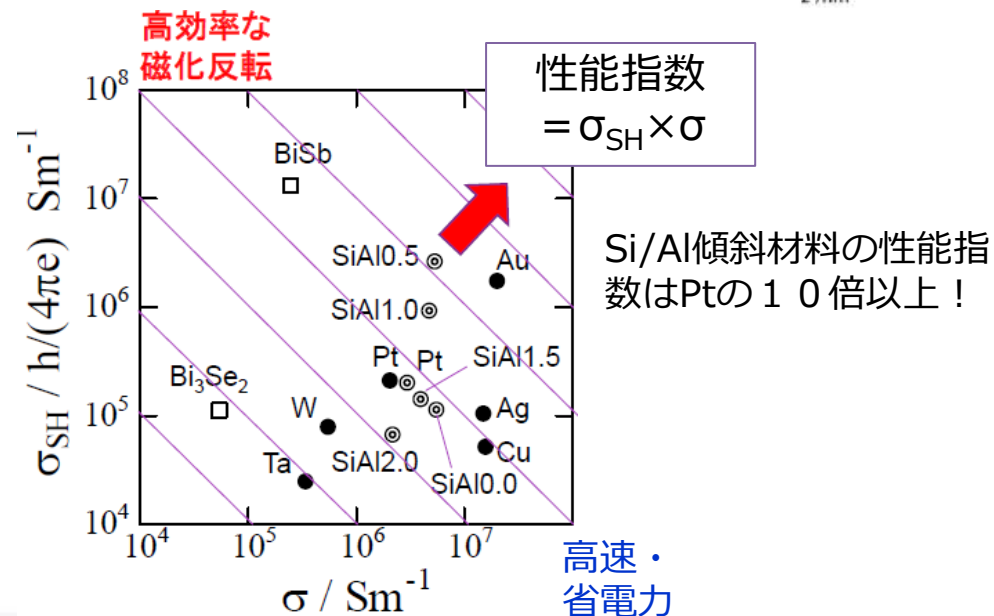 高効率な
磁化反転
性能指数
＝σSH×σ
10^8
10^7
10^6
10^5
10^4
σSH / h/(4πe) Sm^-1
BiSb
SiAl0.5
Au
SiAl1.0
Pt Pt
SiAl1.5
Bi3Se2
W
Ag
Cu
Ta
SiAl2.0
SiAl0.0
10^4
10^5
10^6
10^7
σ / Sm^-1
高速・
省電力
Si/Al傾斜材料の性能指
数はPtの１０倍以上！